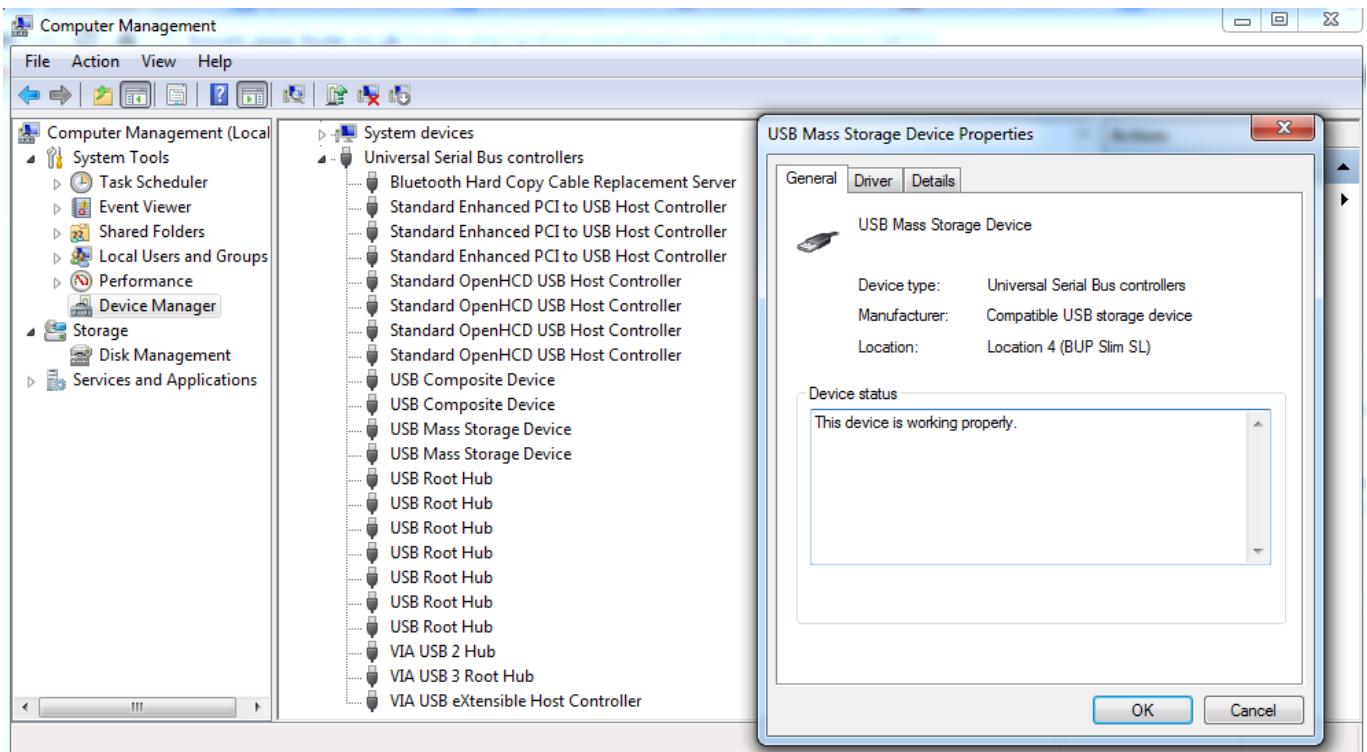 Computer Management
File Action View Help
Computer Management (Local
System Tools
Task Scheduler
Event Viewer
Shared Folders
Local Users and Groups
Performance
Device Manager
Storage
Disk Management
Services and Applications
System devices
Universal Serial Bus controllers
Bluetooth Hard Copy Cable Replacement Server
Standard Enhanced PCI to USB Host Controller
Standard Enhanced PCI to USB Host Controller
Standard Enhanced PCI to USB Host Controller
Standard OpenHCD USB Host Controller
Standard OpenHCD USB Host Controller
Standard OpenHCD USB Host Controller
Standard OpenHCD USB Host Controller
USB Composite Device
USB Composite Device
USB Mass Storage Device
USB Mass Storage Device
USB Root Hub
USB Root Hub
USB Root Hub
USB Root Hub
USB Root Hub
USB Root Hub
USB Root Hub
VIA USB 2 Hub
VIA USB 3 Root Hub
VIA USB eXtensible Host Controller
USB Mass Storage Device Properties
General Driver Details
USB Mass Storage Device
Device type: Universal Serial Bus controllers
Manufacturer: Compatible USB storage device
Location: Location 4 (BUP Slim SL)
Device status
This device is working properly.
OK Cancel